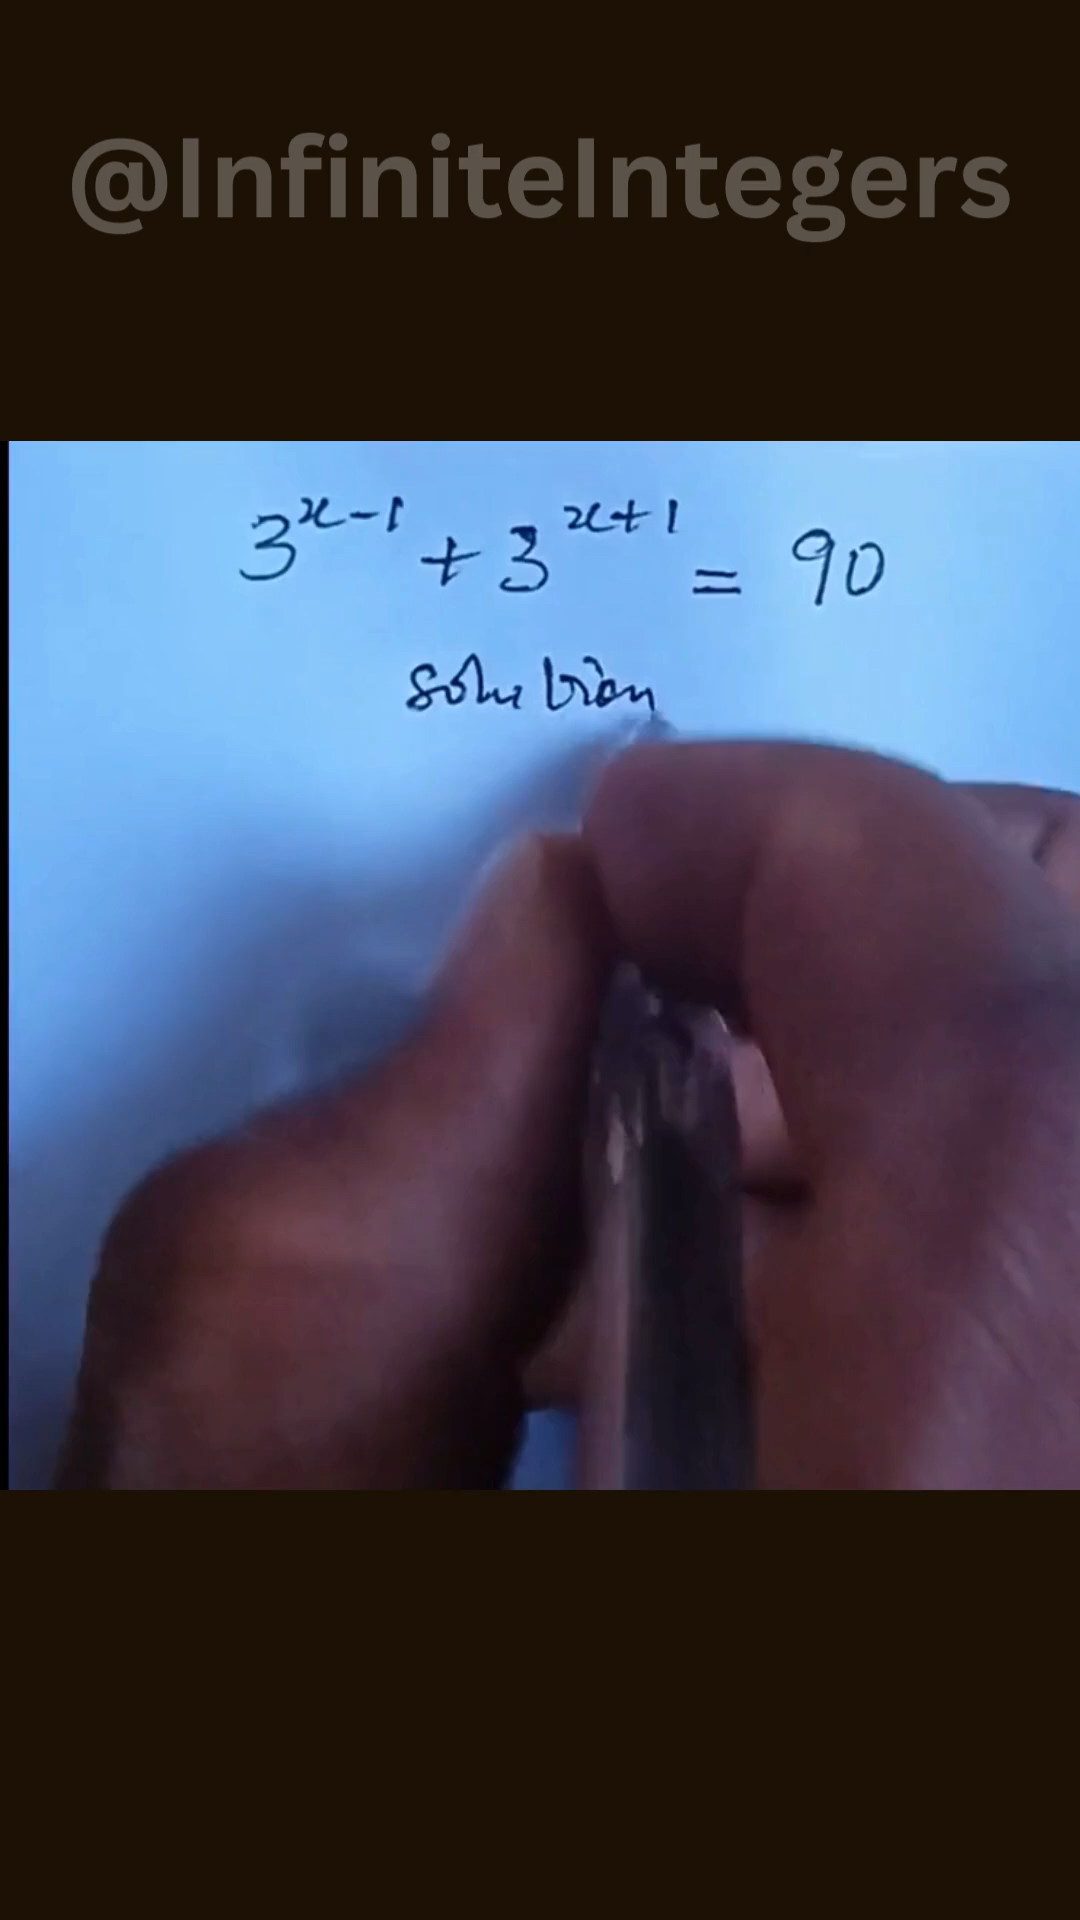 @InfiniteIntegers
3^{x-1} + 3^{x+1} = 90
solution